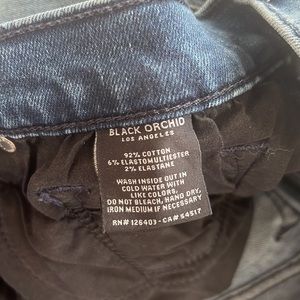 BLACK ORCHID
LOS ANGELES
92% COTTON
6% ELASTOMULTIESTER
2% ELASTANE
WASH INSIDE OUT IN
COLD WATER WITH
LIKE COLORS,
DO NOT BLEACH, HANG DRY,
IRON MEDIUM IF NECESSARY
RN# 126403 - CA# 54517